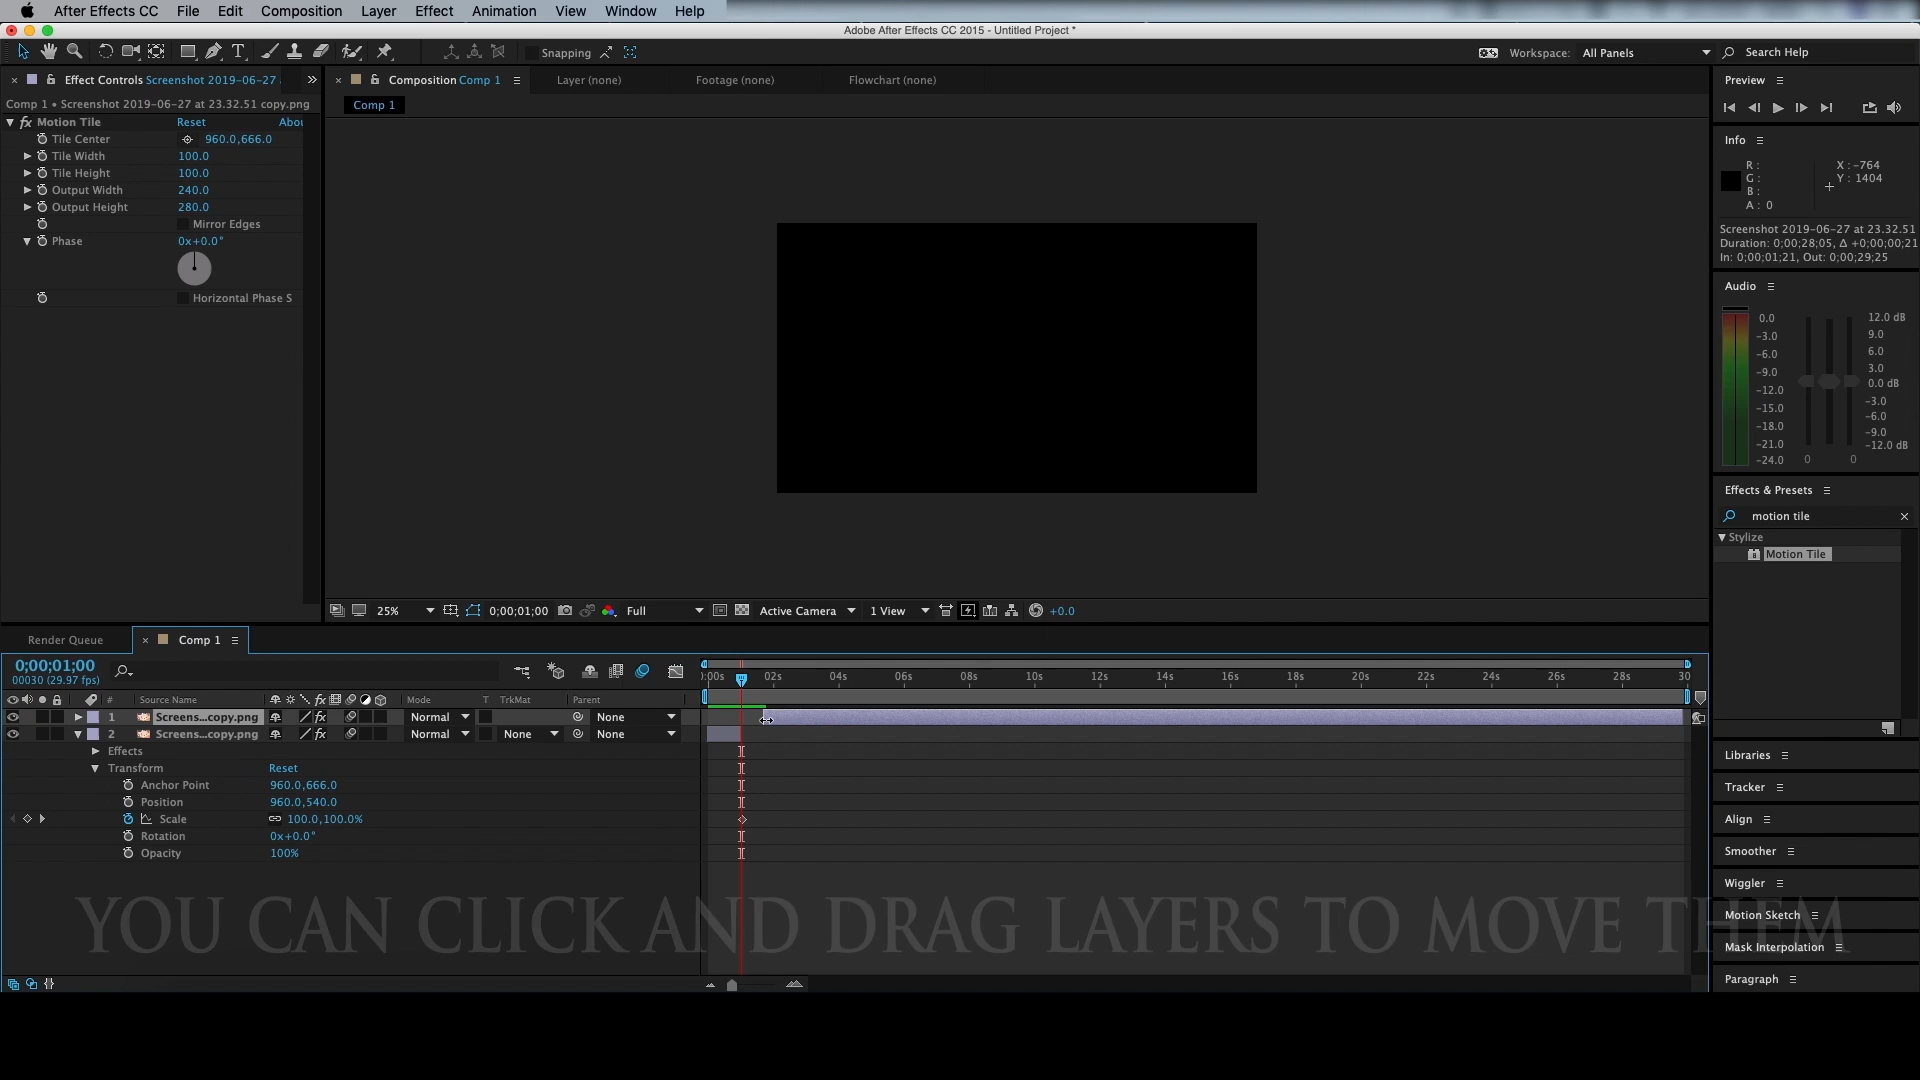 After Effects CC File Edit Composition Layer Effect Animation View Window Help
Adobe After Effects CC 2015 - Untitled Project *
Snapping Workspace: All Panels Search Help
Effect Controls Screenshot 2019-06-27 Composition Comp 1 Layer (none) Footage (none) Flowchart (none) Preview
Comp 1 • Screenshot 2019-06-27 at 23.32.51 copy.png Comp 1
fx Motion Tile Reset Abou
Tile Center 960.0,666.0
Tile Width 100.0
Tile Height 100.0
Output Width 240.0
Output Height 280.0
Mirror Edges
Phase 0x+0.0°
Horizontal Phase S
Info
R: X: -764
G: Y: 1404
B:
A: 0
Screenshot 2019-06-27 at 23.32.51
Duration: 0;00;28;05, Δ +0;00;00;21
In: 0;00;01;21, Out: 0;00;29;25
Audio
0.0 12.0 dB
-3.0 9.0
-6.0 6.0
-9.0 3.0
-12.0 0.0 dB
-15.0 -3.0
-18.0 -6.0
-21.0 -9.0
-24.0 0 0 -12.0 dB
Effects & Presets
motion tile
Stylize
Motion Tile
25% 0;00;01;00 Full Active Camera 1 View +0.0
Render Queue Comp 1
0;00;01;00
00030 (29.97 fps)
:00s 02s 04s 06s 08s 10s 12s 14s 16s 18s 20s 22s 24s 26s 28s 30
# Source Name fx Mode T TrkMat Parent
1 Screens...copy.png fx Normal None
2 Screens...copy.png fx Normal None None
Effects
Transform Reset
Anchor Point 960.0,666.0
Position 960.0,540.0
Scale 100.0,100.0%
Rotation 0x+0.0°
Opacity 100%
Libraries
Tracker
Align
Smoother
Wiggler
Motion Sketch
Mask Interpolation
Paragraph
YOU CAN CLICK AND DRAG LAYERS TO MOVE THEM